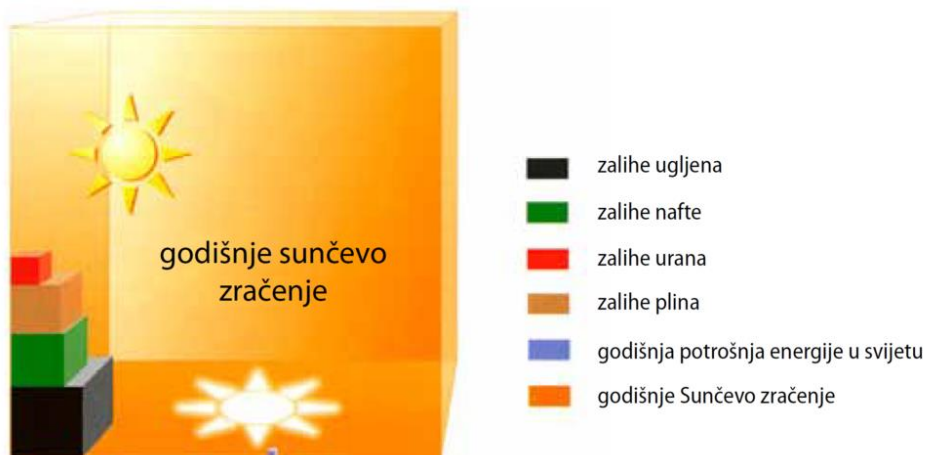 godišnje sunčevo
zračenje
zalihe ugljena
zalihe nafte
zalihe urana
zalihe plina
godišnja potrošnja energije u svijetu
godišnje Sunčevo zračenje